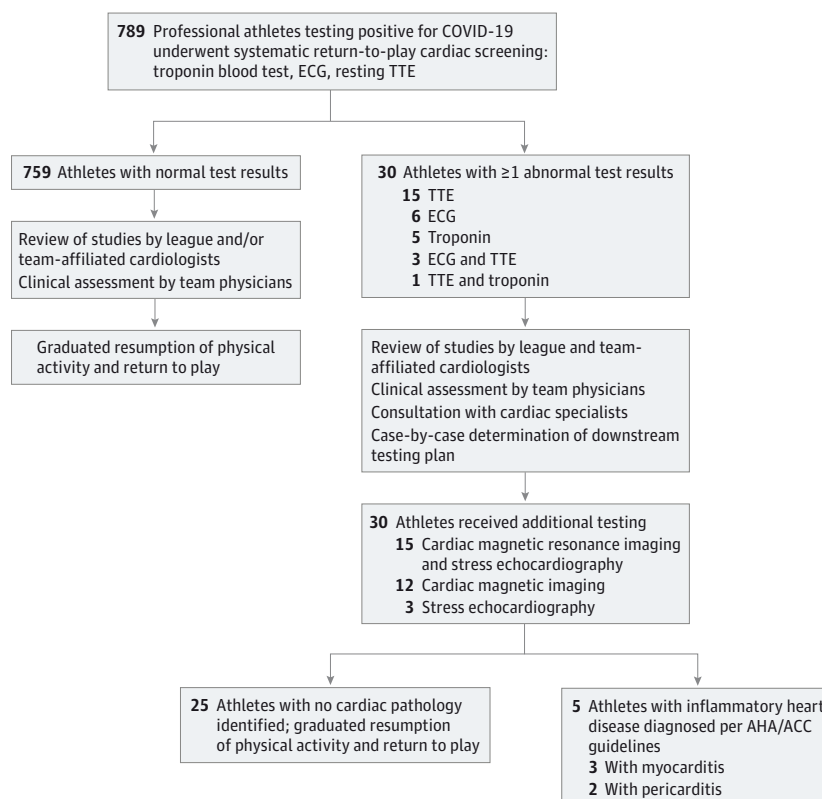 789 Professional athletes testing positive for COVID-19
underwent systematic return-to-play cardiac screening:
troponin blood test, ECG, resting TTE
759 Athletes with normal test results
Review of studies by league and/or
team-affiliated cardiologists
Clinical assessment by team physicians
Graduated resumption of physical
activity and return to play
30 Athletes with ≥1 abnormal test results
15 TTE
6 ECG
5 Troponin
3 ECG and TTE
1 TTE and troponin
Review of studies by league and team-
affiliated cardiologists
Clinical assessment by team physicians
Consultation with cardiac specialists
Case-by-case determination of downstream
testing plan
30 Athletes received additional testing
15 Cardiac magnetic resonance imaging
and stress echocardiography
12 Cardiac magnetic imaging
3 Stress echocardiography
25 Athletes with no cardiac pathology
identified; graduated resumption
of physical activity and return to play
5 Athletes with inflammatory heart
disease diagnosed per AHA/ACC
guidelines
3 With myocarditis
2 With pericarditis